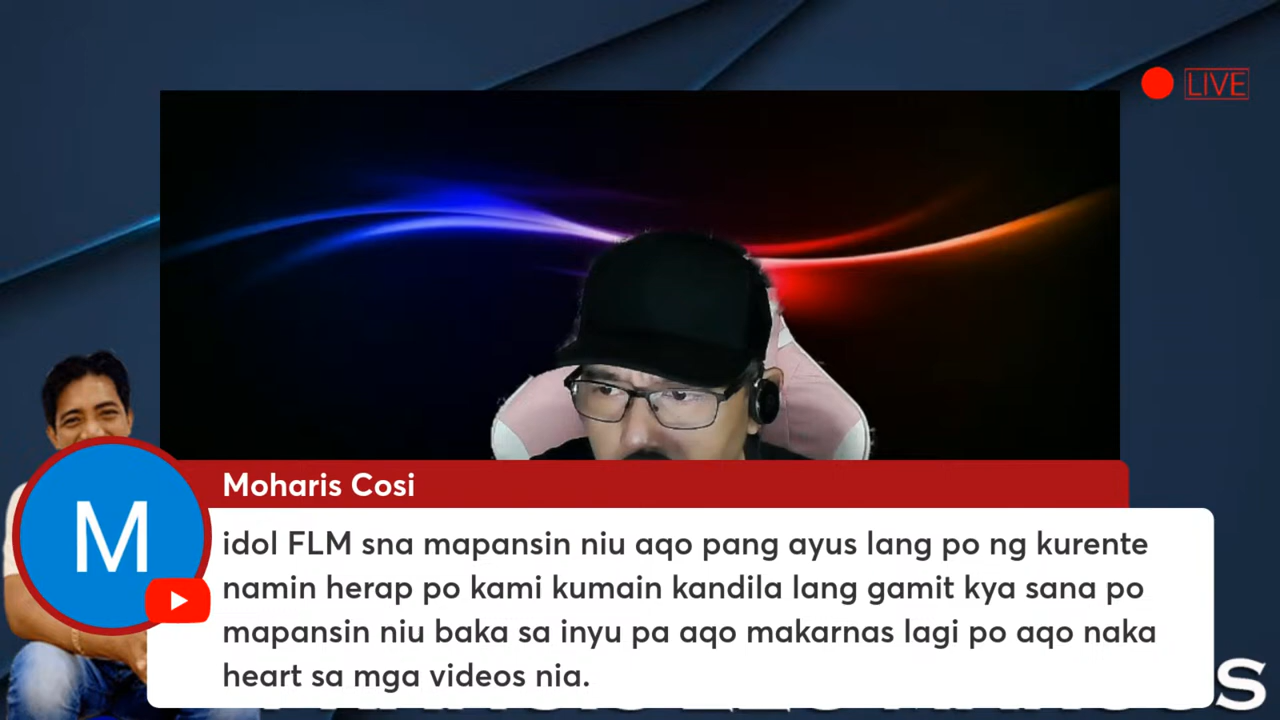 LIVE
Moharis Cosi
M
idol FLM sna mapansin niu aqo pang ayus lang po ng kurente
namin herap po kami kumain kandila lang gamit kya sana po
mapansin niu baka sa inyu pa aqo makarnas lagi po aqo naka
heart sa mga videos nia.